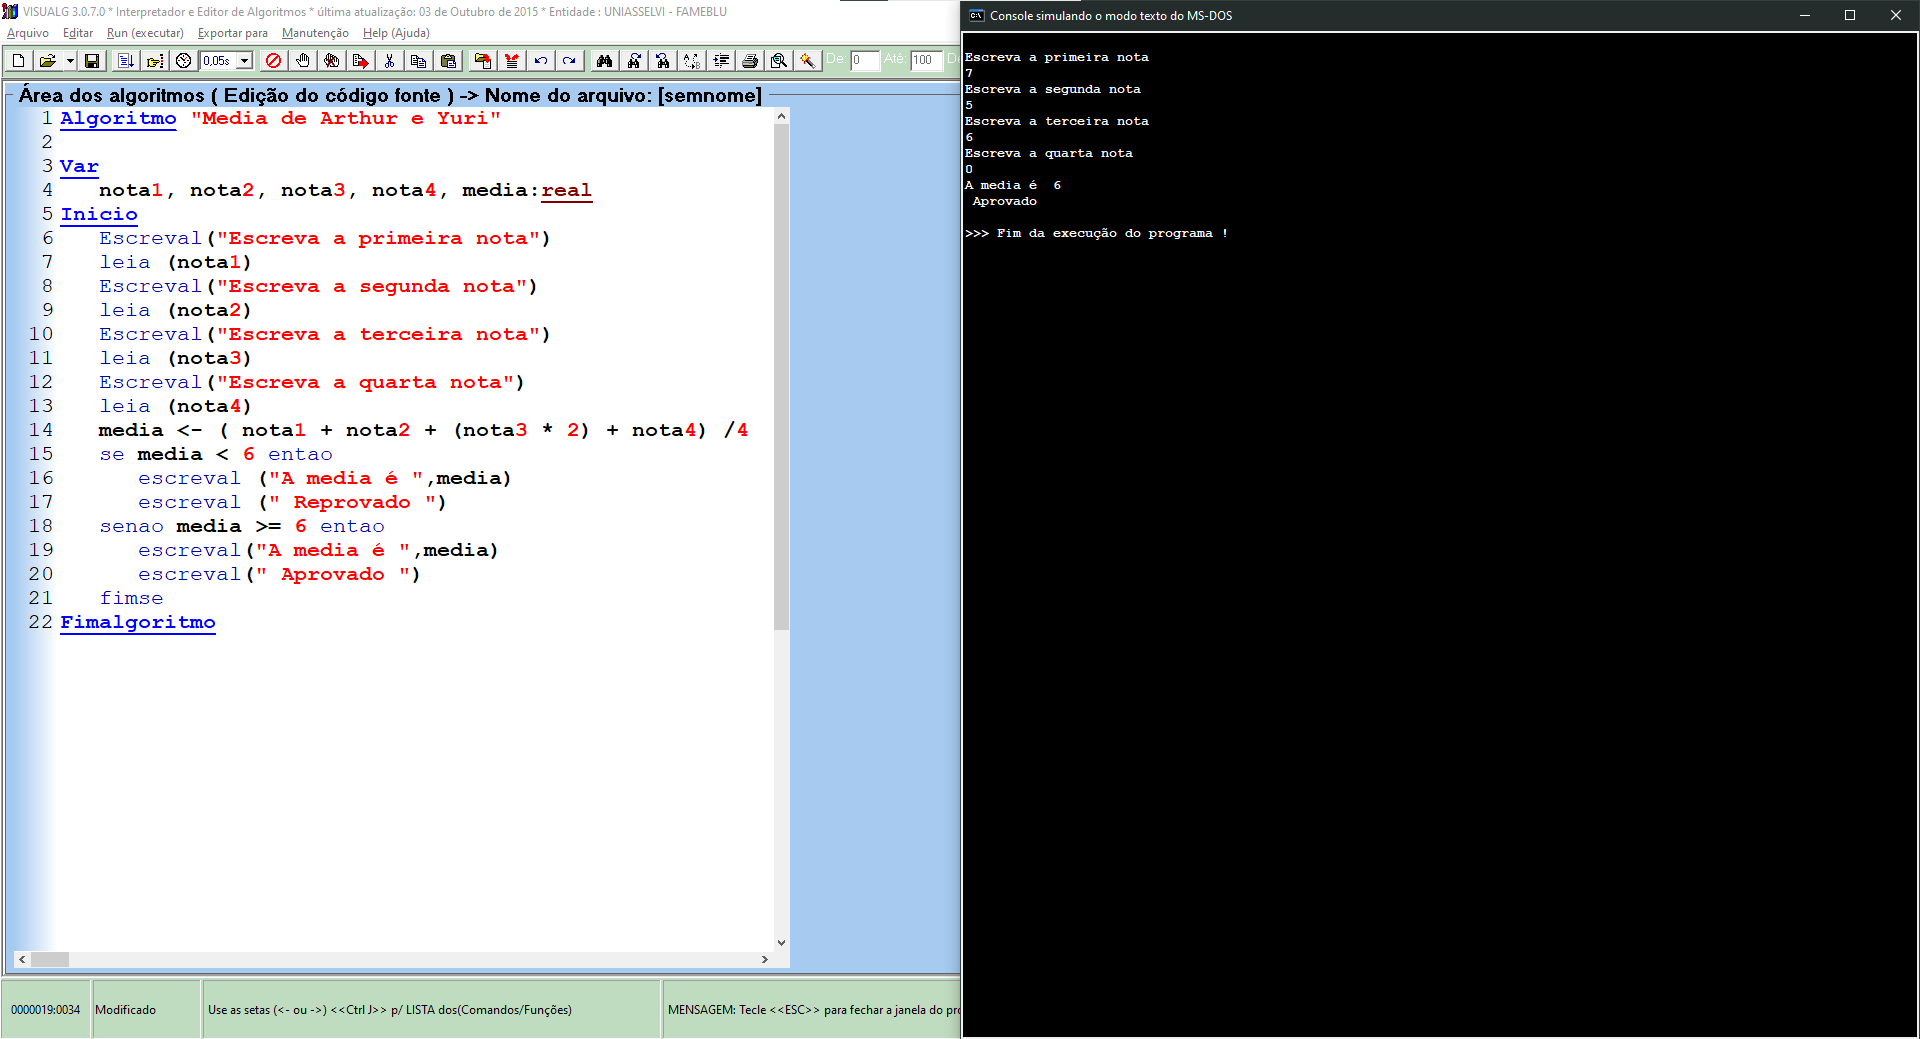 VISUALG 3.0.7.0 * Interpretador e Editor de Algoritmos * última atualização: 03 de Outubro de 2015 * Entidade : UNIASSELVI - FAMEBLU
Arquivo Editar Run (executar) Exportar para Manutenção Help (Ajuda)
0,05s De: 0 Até: 100
Área dos algoritmos ( Edição do código fonte ) -> Nome do arquivo: [semnome]
1 Algoritmo "Media de Arthur e Yuri"
2
3 Var
4 nota1, nota2, nota3, nota4, media:real
5 Inicio
6 Escreval("Escreva a primeira nota")
7 leia (nota1)
8 Escreval("Escreva a segunda nota")
9 leia (nota2)
10 Escreval("Escreva a terceira nota")
11 leia (nota3)
12 Escreval("Escreva a quarta nota")
13 leia (nota4)
14 media <- ( nota1 + nota2 + (nota3 * 2) + nota4) /4
15 se media < 6 entao
16 escreval ("A media é ",media)
17 escreval (" Reprovado ")
18 senao media >= 6 entao
19 escreval("A media é ",media)
20 escreval(" Aprovado ")
21 fimse
22 Fimalgoritmo
0000019:0034 Modificado Use as setas (<- ou ->) <<Ctrl J>> p/ LISTA dos(Comandos/Funções) MENSAGEM: Tecle <<ESC>> para fechar a janela do pro
Console simulando o modo texto do MS-DOS
Escreva a primeira nota
7
Escreva a segunda nota
5
Escreva a terceira nota
6
Escreva a quarta nota
0
A media é  6
Aprovado
>>> Fim da execução do programa !